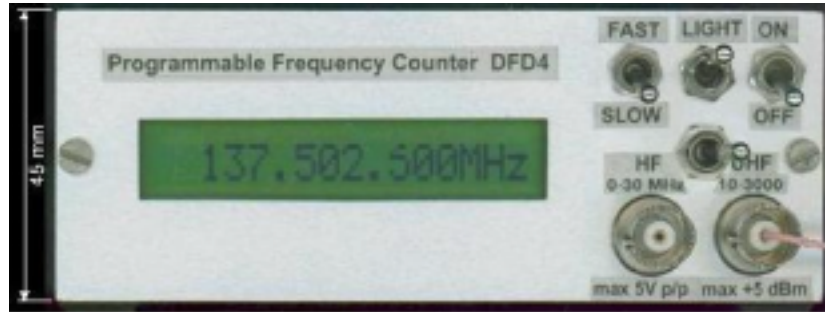 FAST LIGHT ON
Programmable Frequency Counter DFD4
SLOW OFF
45 mm
137.502.600MHz
HF UHF
0-30 MHz 10-3000
max 5V p/p max +5 dBm